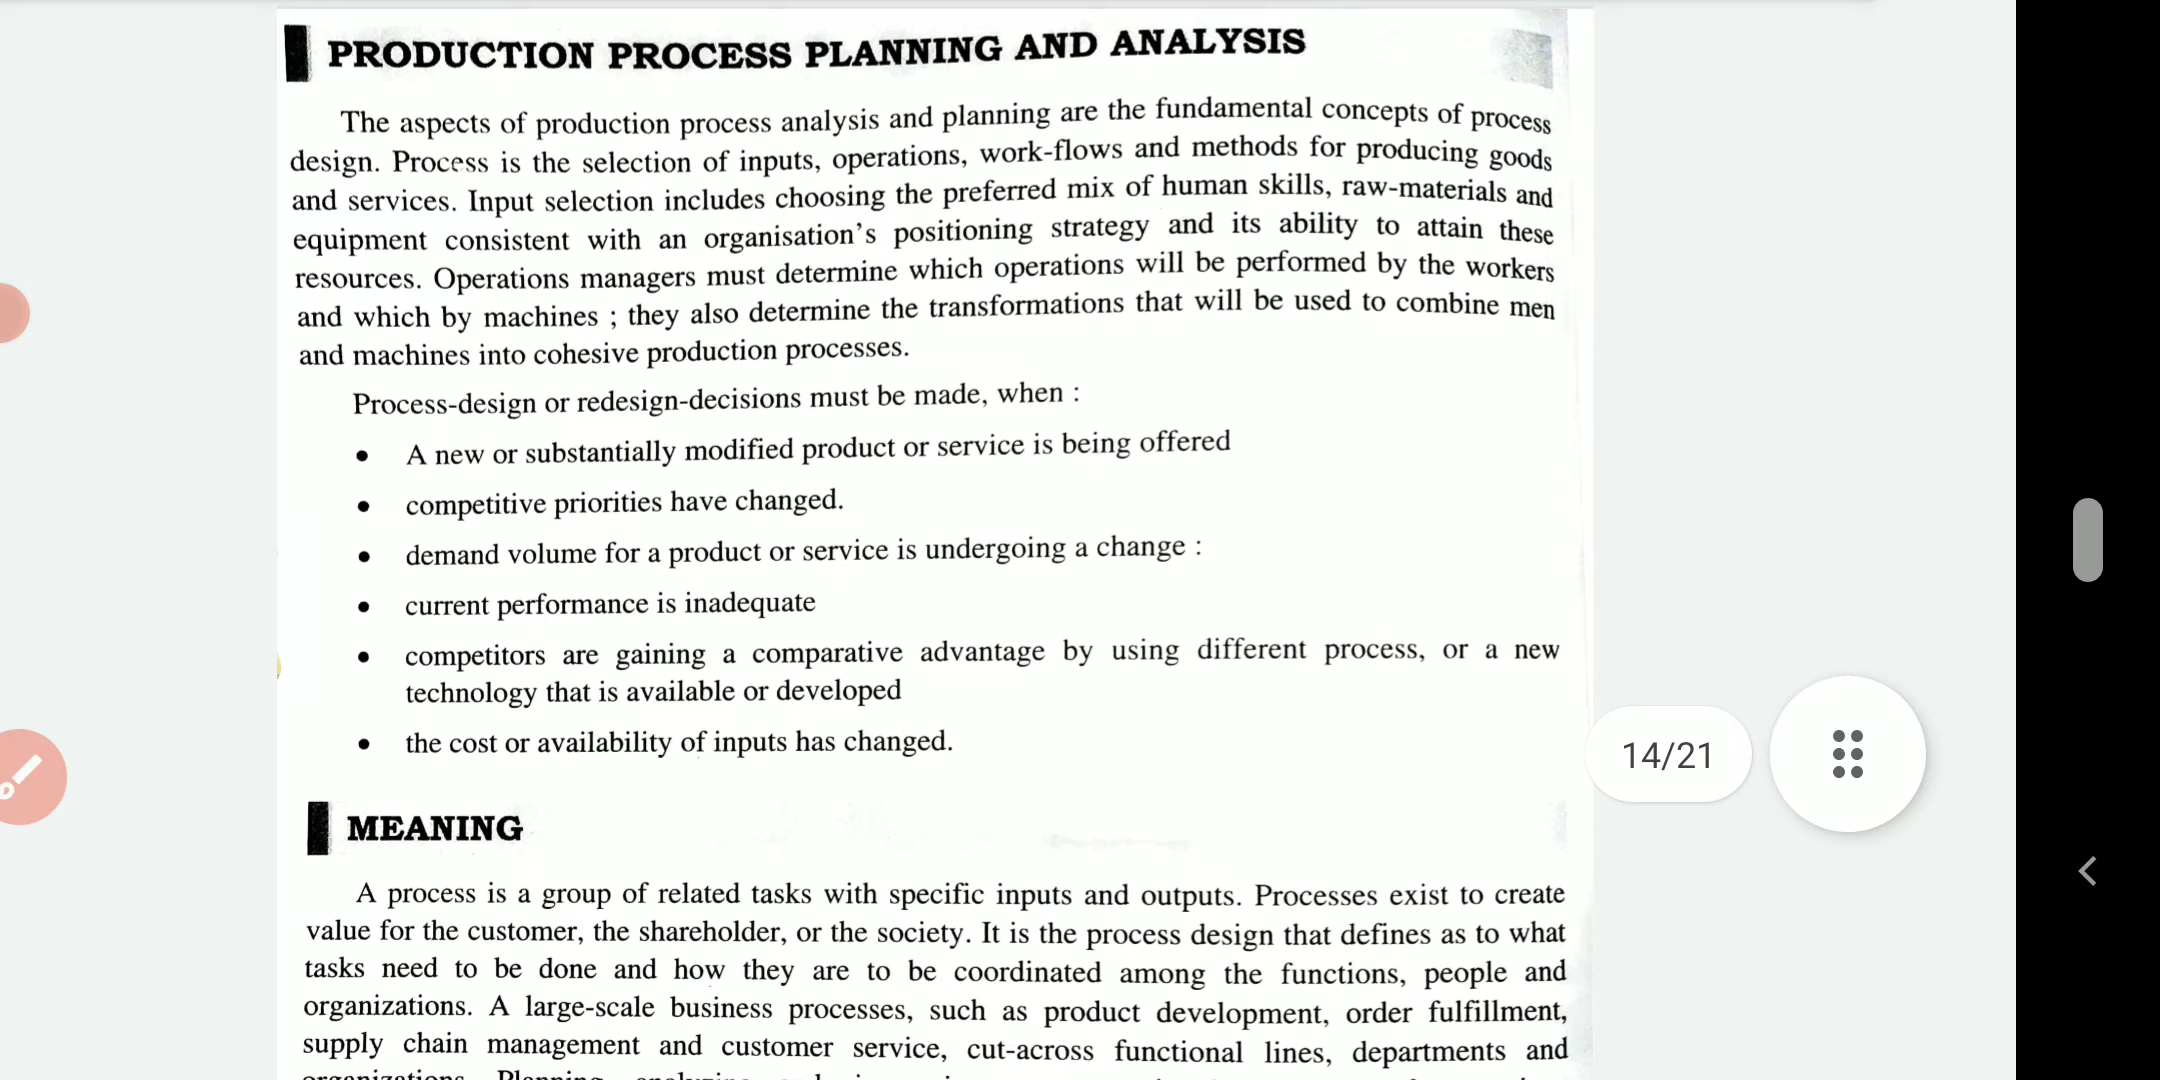 PRODUCTION PROCESS PLANNING AND ANALYSIS
The aspects of production process analysis and planning are the fundamental concepts of process
design. Process is the selection of inputs, operations, work-flows and methods for producing goods
and services. Input selection includes choosing the preferred mix of human skills, raw-materials and
equipment consistent with an organisation's positioning strategy and its ability to attain these
resources. Operations managers must determine which operations will be performed by the workers
and which by machines ; they also determine the transformations that will be used to combine men
and machines into cohesive production processes.
Process-design or redesign-decisions must be made, when :
• A new or substantially modified product or service is being offered
• competitive priorities have changed.
• demand volume for a product or service is undergoing a change :
• current performance is inadequate
• competitors are gaining a comparative advantage by using different process, or a new
technology that is available or developed
• the cost or availability of inputs has changed.
14/21
MEANING
A process is a group of related tasks with specific inputs and outputs. Processes exist to create
value for the customer, the shareholder, or the society. It is the process design that defines as to what
tasks need to be done and how they are to be coordinated among the functions, people and
organizations. A large-scale business processes, such as product development, order fulfillment,
supply chain management and customer service, cut-across functional lines, departments and